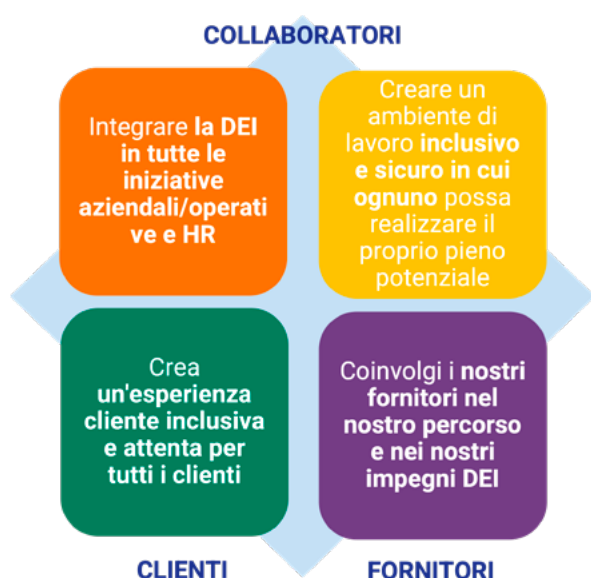 COLLABORATORI
Integrare la DEI
in tutte le
iniziative
aziendali/operati
ve e HR
Creare un
ambiente di
lavoro inclusivo
e sicuro in cui
ognuno possa
realizzare il
proprio pieno
potenziale
Crea
un'esperienza
cliente inclusiva
e attenta per
tutti i clienti
Coinvolgi i nostri
fornitori nel
nostro percorso
e nei nostri
impegni DEI
CLIENTI
FORNITORI